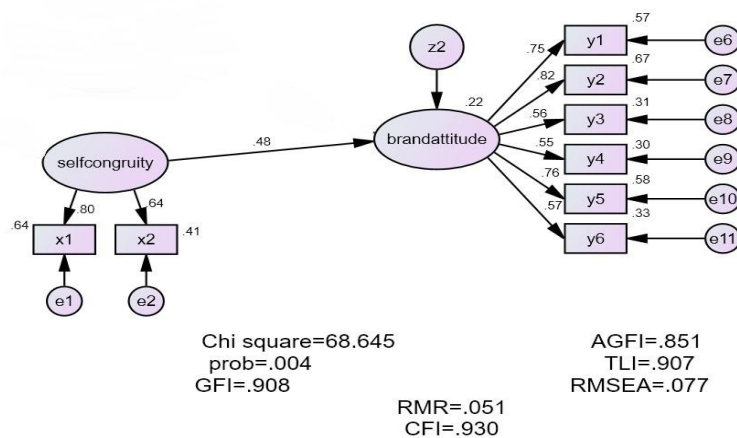 z2
.57
y1
e6
.75
.67
.82
y2
e7
.22
.31
.56
y3
e8
brandattitude
.48
.30
.55
y4
e9
selfcongruity
.58
.76
y5
e10
.80
.64
.57
.33
.64
x1
x2
.41
y6
e11
e1
e2
Chi square=68.645
prob=.004
GFI=.908
AGFI=.851
TLI=.907
RMSEA=.077
RMR=.051
CFI=.930